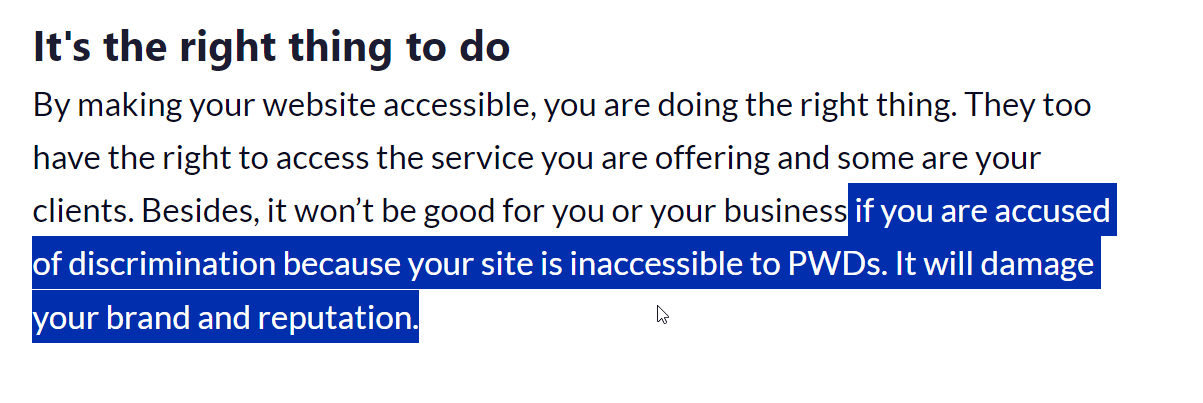 It's the right thing to do
By making your website accessible, you are doing the right thing. They too
have the right to access the service you are offering and some are your
clients. Besides, it won’t be good for you or your business if you are accused
of discrimination because your site is inaccessible to PWDs. It will damage
your brand and reputation.